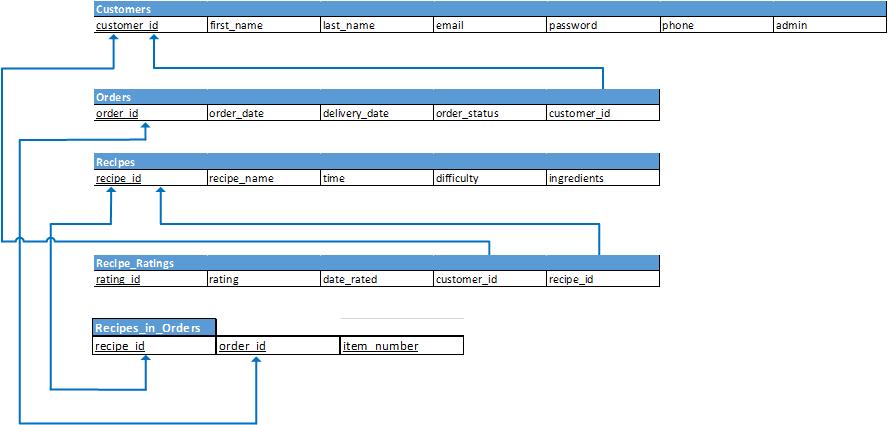 Customers
customer_id first_name last_name email password phone admin
Orders
order_id order_date delivery_date order_status customer_id
Recipes
recipe_id recipe_name time difficulty ingredients
Recipe_Ratings
rating_id rating date_rated customer_id recipe_id
Recipes_in_Orders
recipe_id order_id item_number